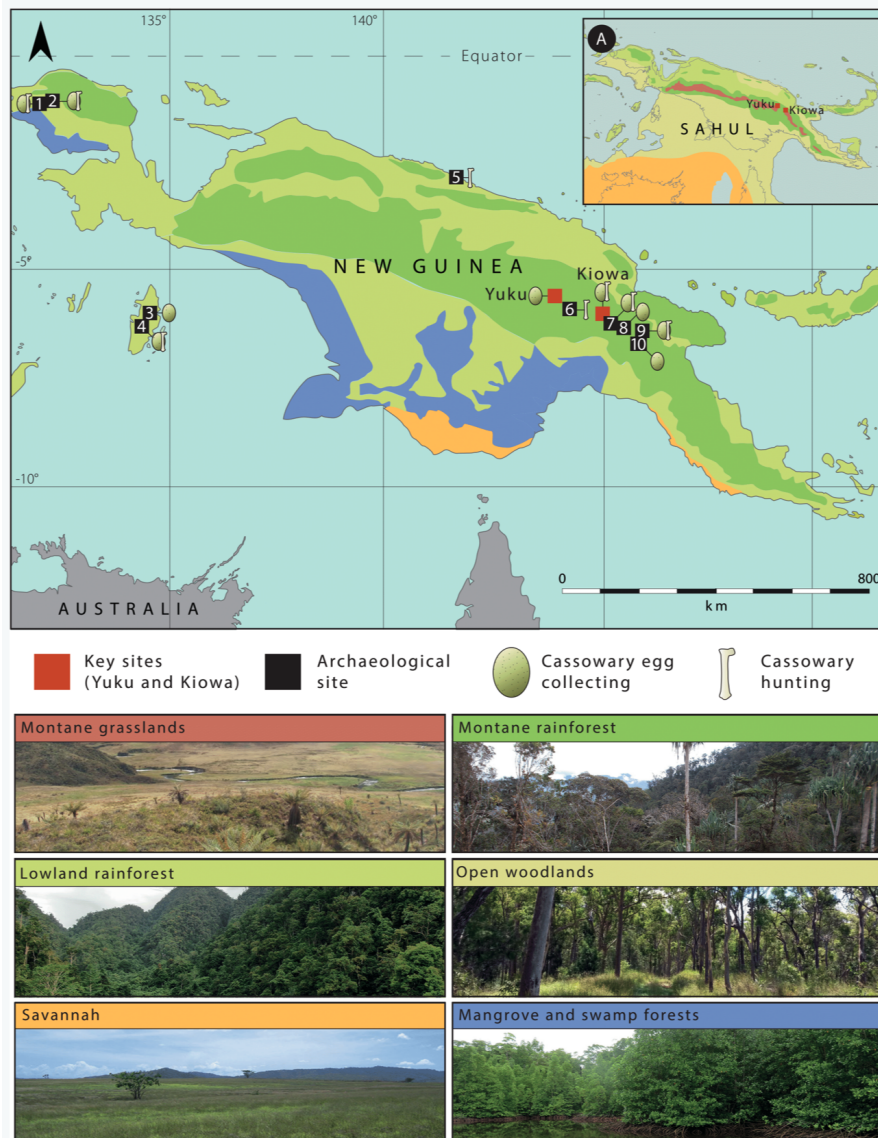 135°
140°
Equator
A
Yuku
Kiowa
SAHUL
1
2
5
-5°
NEW GUINEA
Kiowa
Yuku
3
4
6
7
8
9
10
-10°
0
800
km
AUSTRALIA
Key sites
(Yuku and Kiowa)
Archaeological
site
Cassowary egg
collecting
Cassowary
hunting
Montane grasslands
Montane rainforest
Lowland rainforest
Open woodlands
Savannah
Mangrove and swamp forests